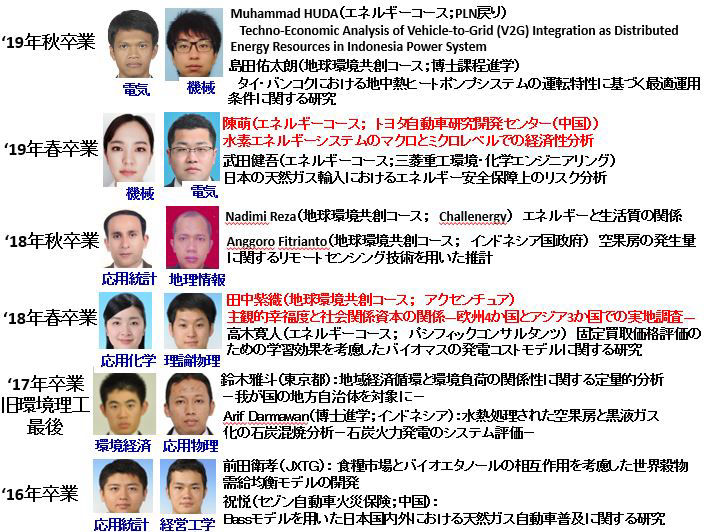 '19年秋卒業
電気
機械
Muhammad HUDA(エネルギーコース;PLN戻り)
Techno-Economic Analysis of Vehicle-to-Grid (V2G) Integration as Distributed
Energy Resources in Indonesia Power System
島田佑太朗(地球環境共創コース;博士課程進学)
タイ・バンコクにおける地中熱ヒートポンプシステムの運転特性に基づく最適運用
条件に関する研究
'19年春卒業
機械
電気
陳萌(エネルギーコース; トヨタ自動車研究開発センター(中国))
水素エネルギーシステムのマクロとミクロレベルでの経済性分析
武田健吾(エネルギーコース;三菱重工環境・化学エンジニアリング)
日本の天然ガス輸入におけるエネルギー安全保障上のリスク分析
'18年秋卒業
応用統計
地理情報
Nadimi Reza(地球環境共創コース; Challenergy) エネルギーと生活質の関係
Anggoro Fitrianto(地球環境共創コース; インドネシア国政府) 空果房の発生量
に関するリモートセンシング技術を用いた推計
'18年春卒業
応用化学
理論物理
田中紫織(地球環境共創コース; アクセンチュア)
主観的幸福度と社会関係資本の関係―欧州4か国とアジア3か国での実地調査―
高木寛人(エネルギーコース; パシフィックコンサルタンツ) 固定買取価格評価の
ための学習効果を考慮したバイオマスの発電コストモデルに関する研究
'17年卒業
旧環境理工
最後
環境経済
応用物理
鈴木雅斗(東京都):地域経済循環と環境負荷の関係性に関する定量的分析
―我が国の地方自治体を対象に―
Arif Darmawan(博士進学;インドネシア):水熱処理された空果房と黒液ガス
化の石炭混焼分析―石炭火力発電のシステム評価―
'16年卒業
応用統計
経営工学
前田衛孝(JXTG): 食糧市場とバイオエタノールの相互作用を考慮した世界穀物
需給均衡モデルの開発
祝悦(セゾン自動車火災保険;中国):
Bassモデルを用いた日本国内外における天然ガス自動車普及に関する研究